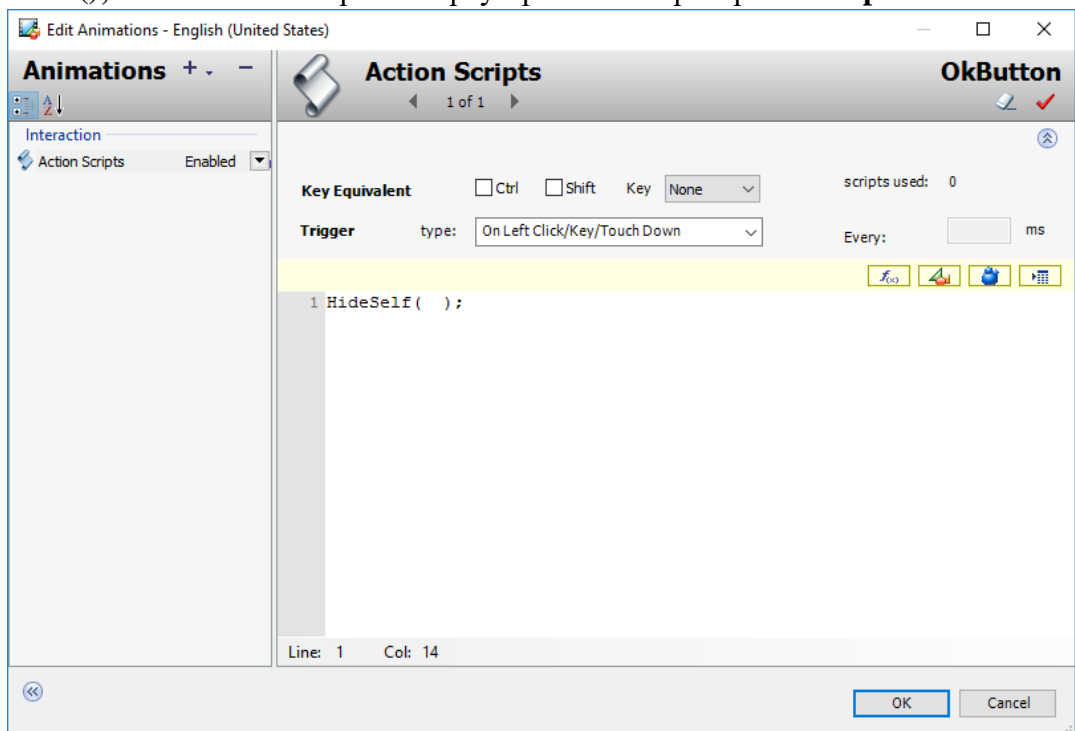 Edit Animations - English (United States)
Animations + -
Action Scripts
OkButton
1 of 1
Interaction
Action Scripts Enabled
Key Equivalent Ctrl Shift Key None
scripts used: 0
Trigger type: On Left Click/Key/Touch Down
Every: ms
f(x)
1 HideSelf( );
Line: 1 Col: 14
OK Cancel